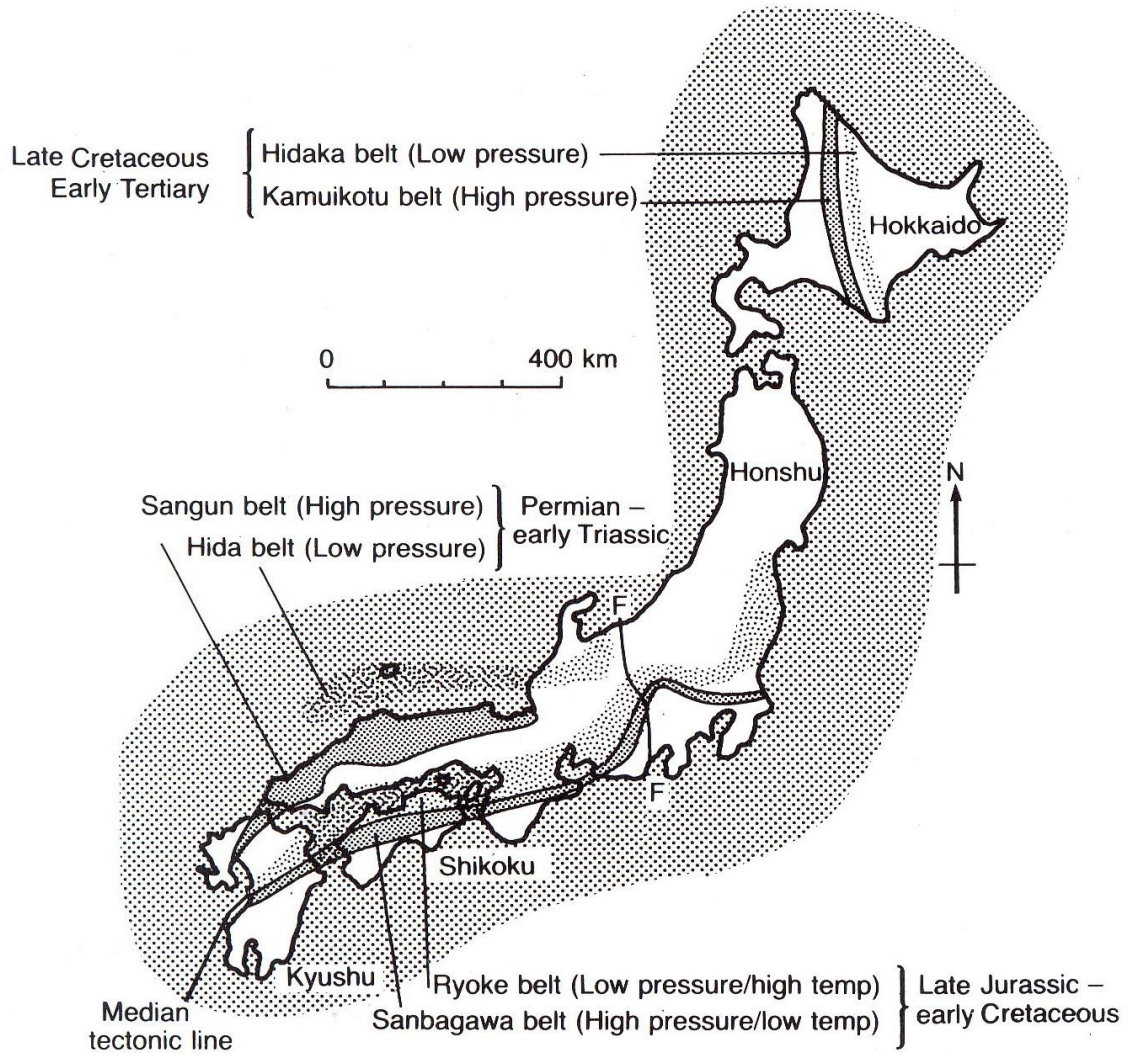 Late Cretaceous
Early Tertiary
Hidaka belt (Low pressure)
Kamuikotu belt (High pressure)
Hokkaido
0 400 km
Honshu
N
Sangun belt (High pressure)
Hida belt (Low pressure)
Permian –
early Triassic
F
F
Shikoku
Kyushu
Ryoke belt (Low pressure/high temp)
Sanbagawa belt (High pressure/low temp)
Late Jurassic –
early Cretaceous
Median
tectonic line